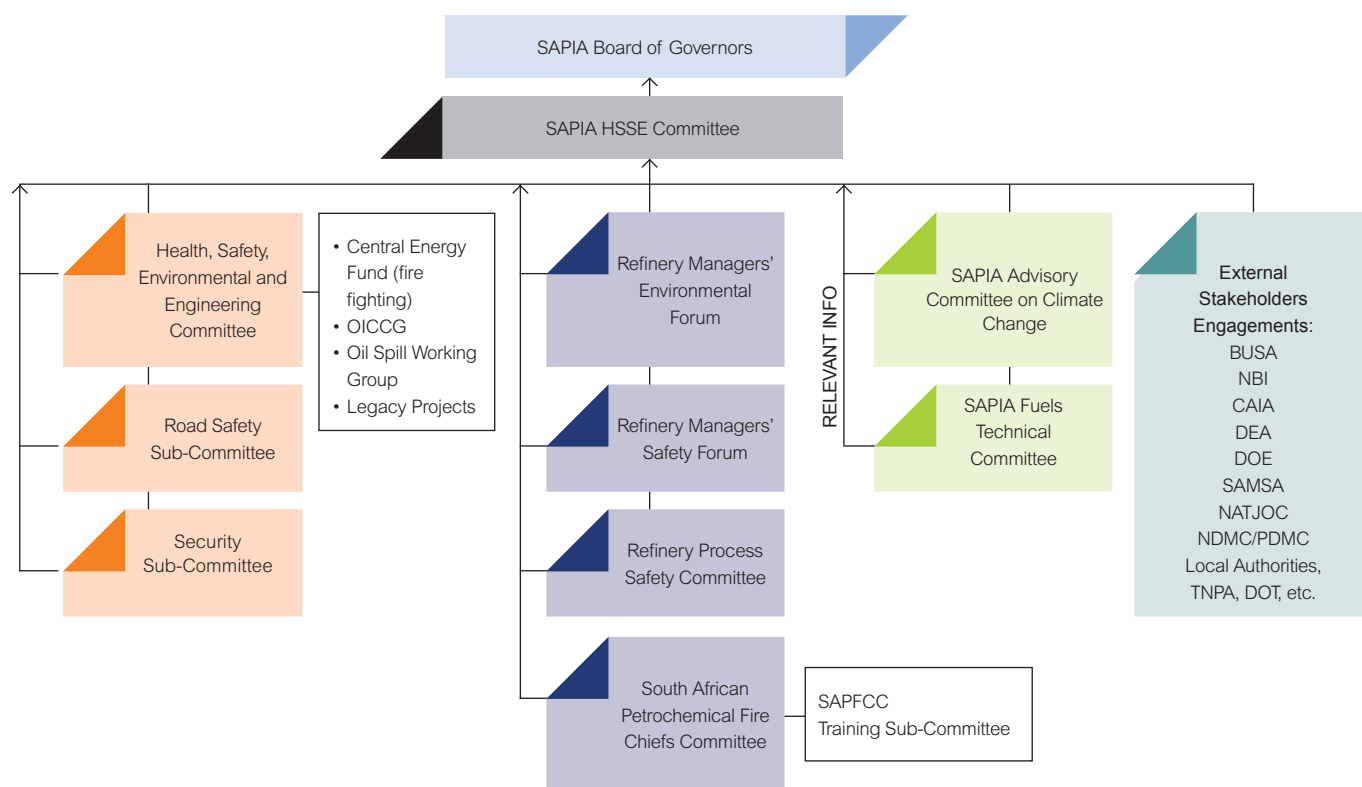 SAPIA Board of Governors
SAPIA HSSE Committee
Health, Safety,
Environmental and
Engineering
Committee
• Central Energy
Fund (fire
fighting)
• OICCG
• Oil Spill Working
Group
• Legacy Projects
Road Safety
Sub-Committee
Security
Sub-Committee
Refinery Managers’
Environmental
Forum
Refinery Managers’
Safety Forum
Refinery Process
Safety Committee
South African
Petrochemical Fire
Chiefs Committee
SAPFCC
Training Sub-Committee
RELEVANT INFO
SAPIA Advisory
Committee on Climate
Change
SAPIA Fuels
Technical
Committee
External
Stakeholders
Engagements:
BUSA
NBI
CAIA
DEA
DOE
SAMSA
NATJOC
NDMC/PDMC
Local Authorities,
TNPA, DOT, etc.